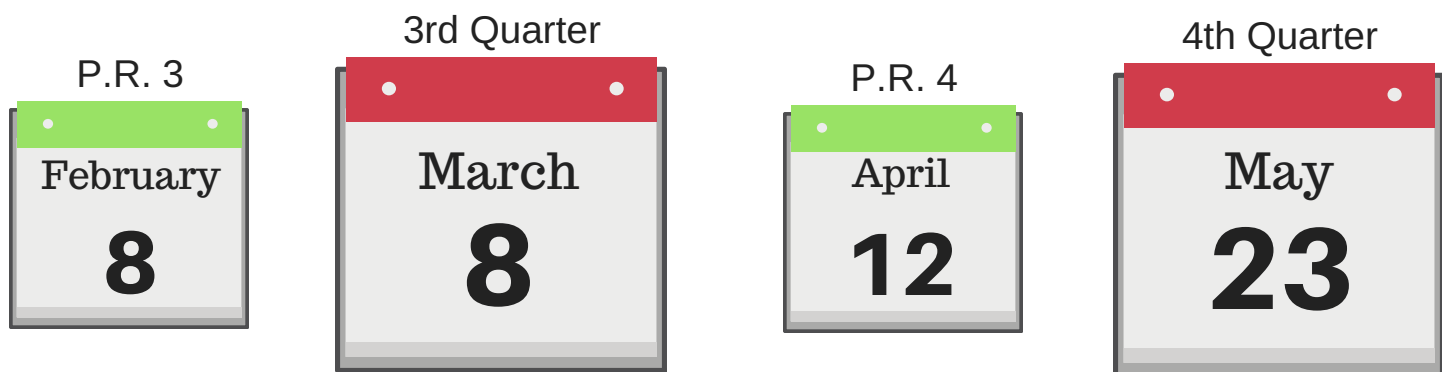 P.R. 3
February
8
3rd Quarter
March
8
P.R. 4
April
12
4th Quarter
May
23